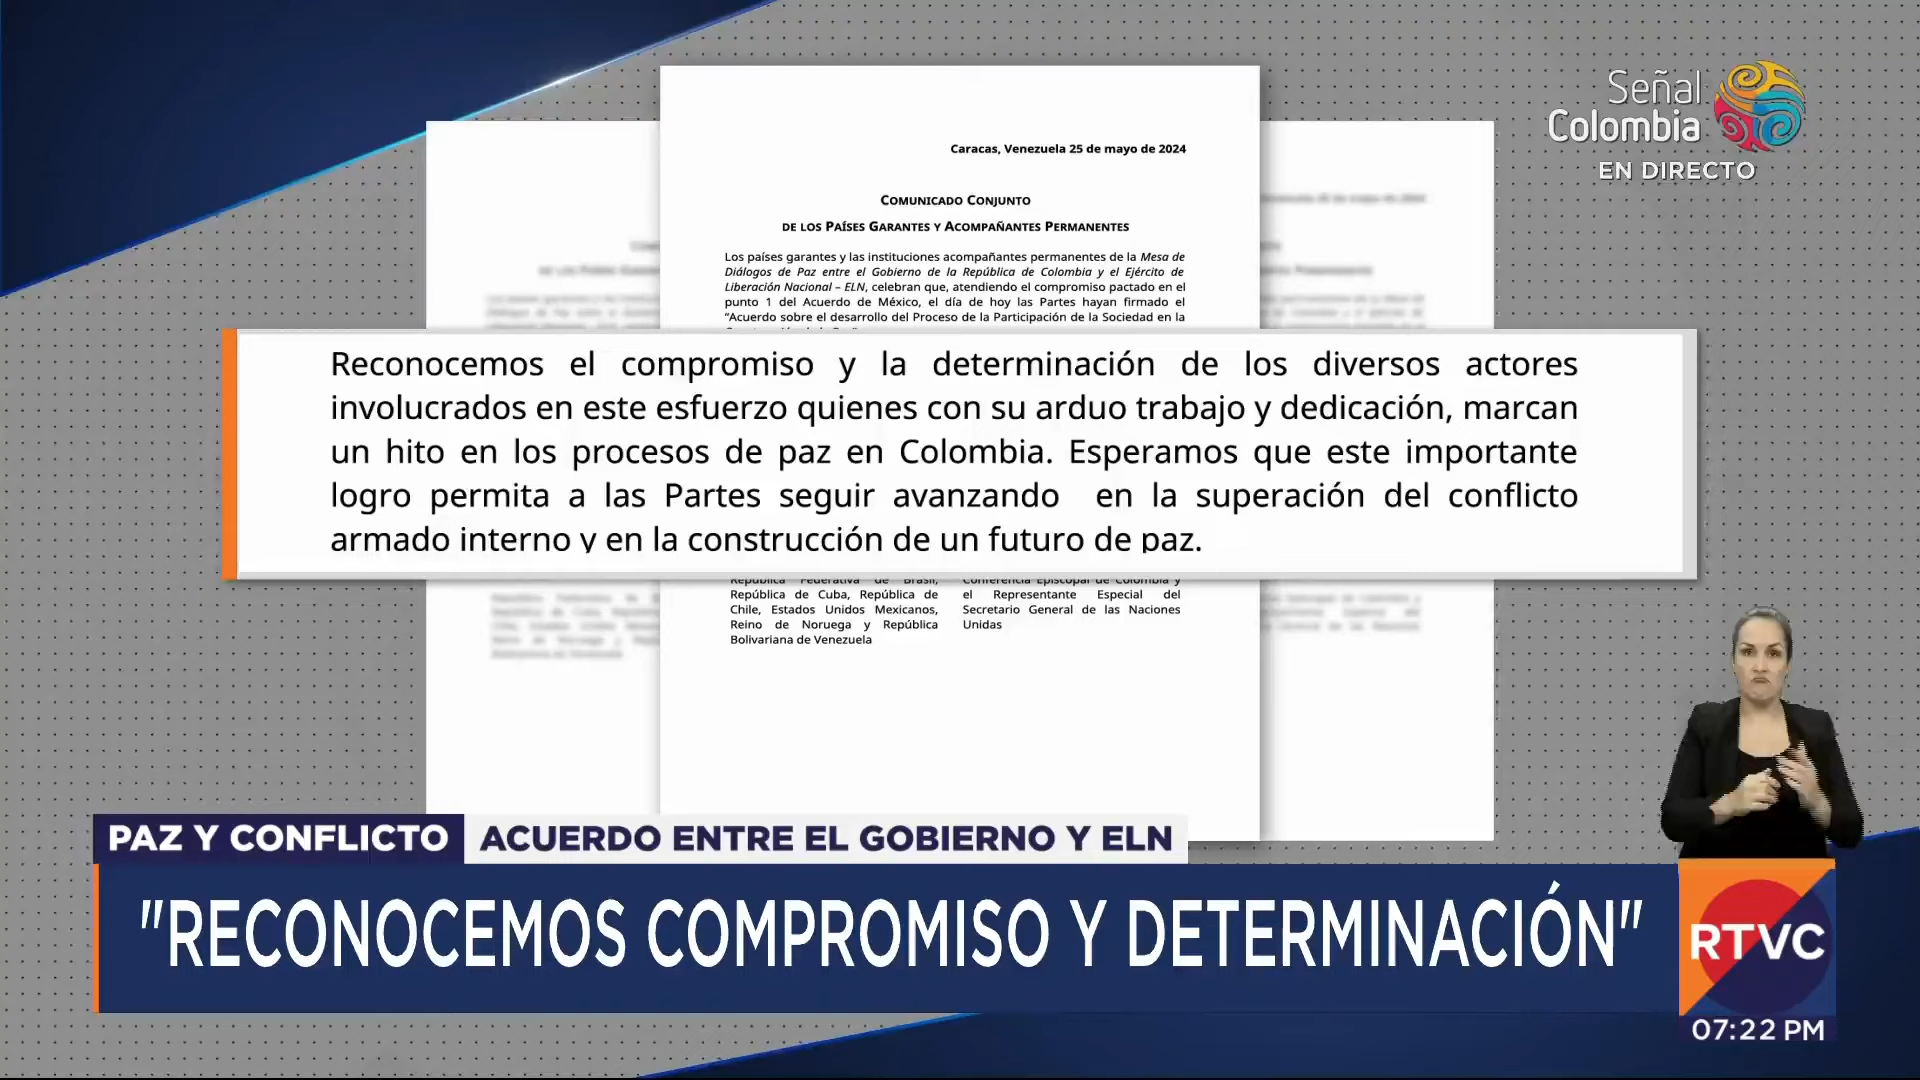 Señal
Colombia
EN DIRECTO
Caracas, Venezuela 25 de mayo de 2024
COMUNICADO CONJUNTO
DE LOS PAÍSES GARANTES Y ACOMPAÑANTES PERMANENTES
Los países garantes y las instituciones acompañantes permanentes de la Mesa de
Diálogos de Paz entre el Gobierno de la República de Colombia y el Ejército de
Liberación Nacional – ELN, celebran que, atendiendo el compromiso pactado en el
punto 1 del Acuerdo de México, el día de hoy las Partes hayan firmado el
"Acuerdo sobre el desarrollo del Proceso de la Participación de la Sociedad en la
Reconocemos el compromiso y la determinación de los diversos actores
involucrados en este esfuerzo quienes con su arduo trabajo y dedicación, marcan
un hito en los procesos de paz en Colombia. Esperamos que este importante
logro permita a las Partes seguir avanzando en la superación del conflicto
armado interno y en la construcción de un futuro de paz.
República Federativa de Brasil,
República de Cuba, República de
Chile, Estados Unidos Mexicanos,
Reino de Noruega y República
Bolivariana de Venezuela
Conferencia Episcopal de Colombia y
el Representante Especial del
Secretario General de las Naciones
Unidas
PAZ Y CONFLICTO
ACUERDO ENTRE EL GOBIERNO Y ELN
"RECONOCEMOS COMPROMISO Y DETERMINACIÓN"
RTVC
07:22 PM